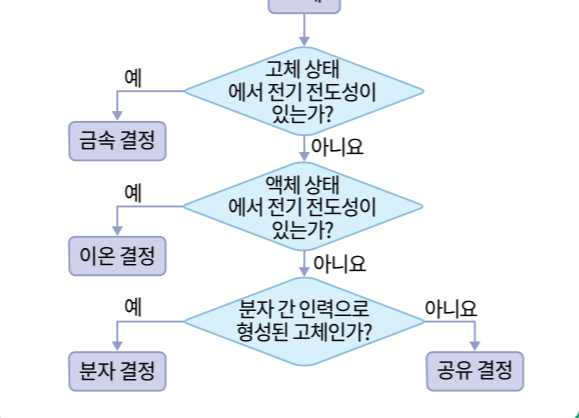 고체 상태
에서 전기 전도성이
있는가?
예
금속 결정
아니요
액체 상태
에서 전기 전도성이
있는가?
예
이온 결정
아니요
분자 간 인력으로
형성된 고체인가?
예
아니요
분자 결정
공유 결정